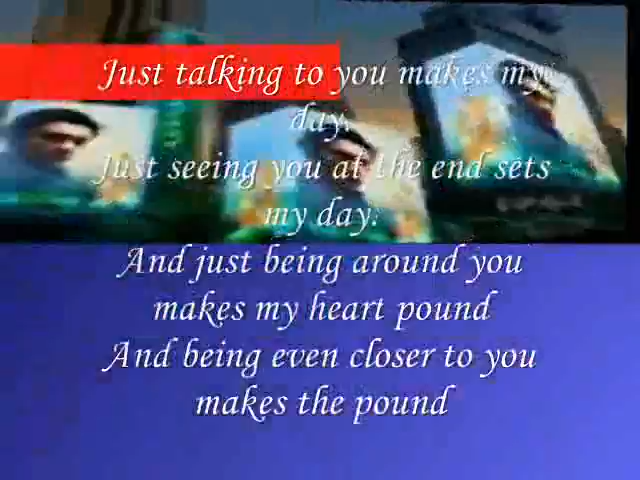 Just talking to you makes my
day.
Just seeing you at the end sets
my day.
And just being around you
makes my heart pound
And being even closer to you
makes the pound